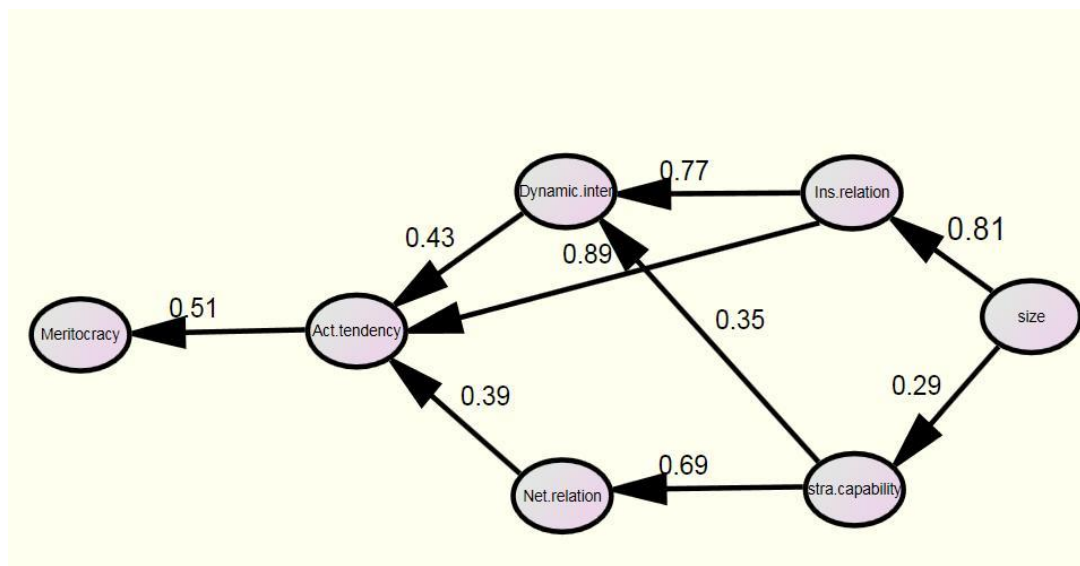 0.77
Dynamic.inter
Ins.relation
0.81
0.43
0.89
0.51
Meritocracy
Act.tendency
size
0.35
0.39
0.29
0.69
Net.relation
stra.capability